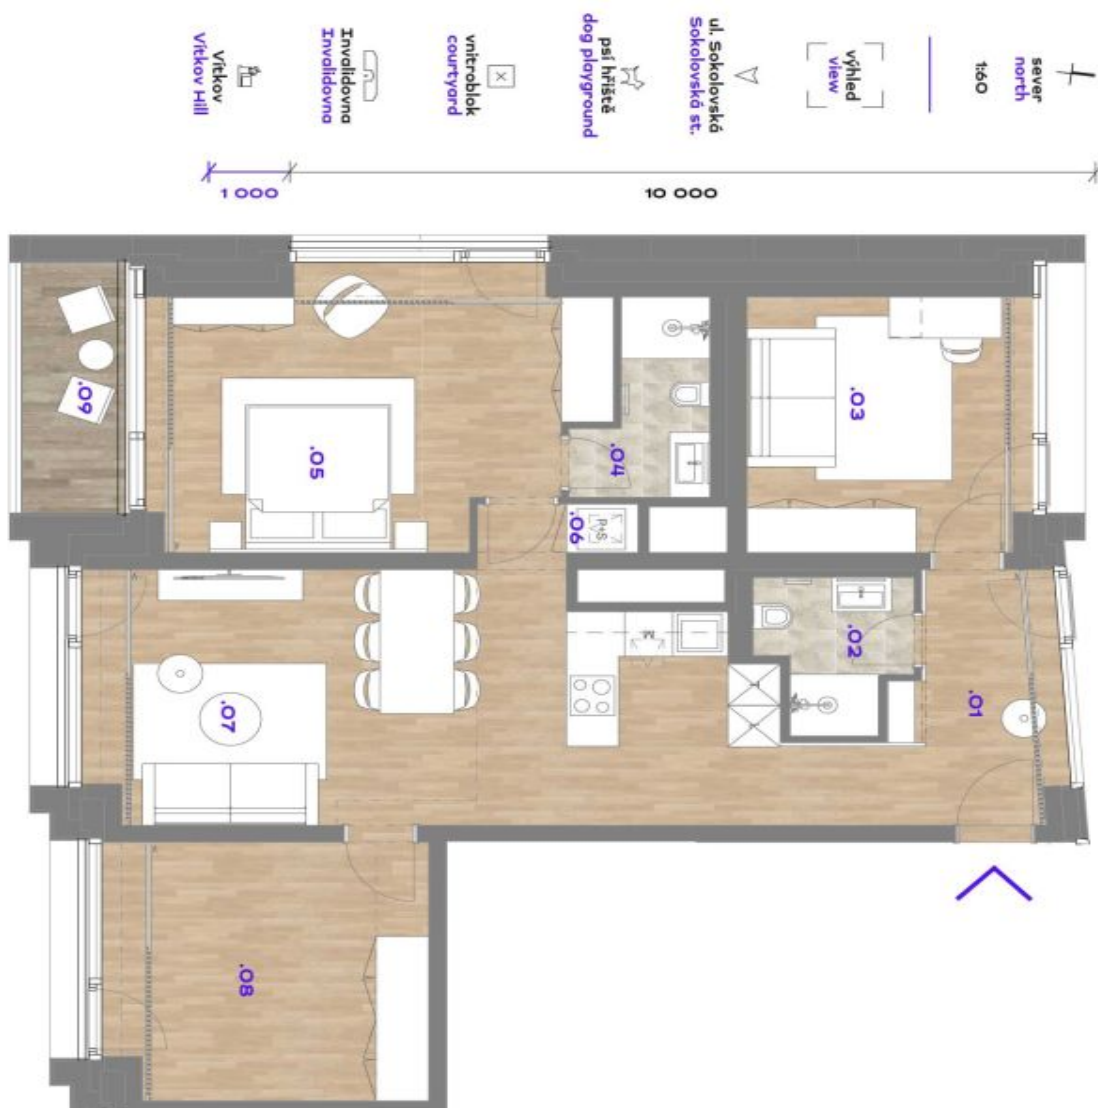 sever
north
1:60
výhled
view
ul. Sokolovská
Sokolovská st.
psí hřiště
dog playground
vnitroblok
courtyard
Invalidovna
Invalidovna
Vítkov
Vítkov Hill
1 000
10 000
.09
.05
.04
.03
.06
P+S
.07
M
.02
.01
.08